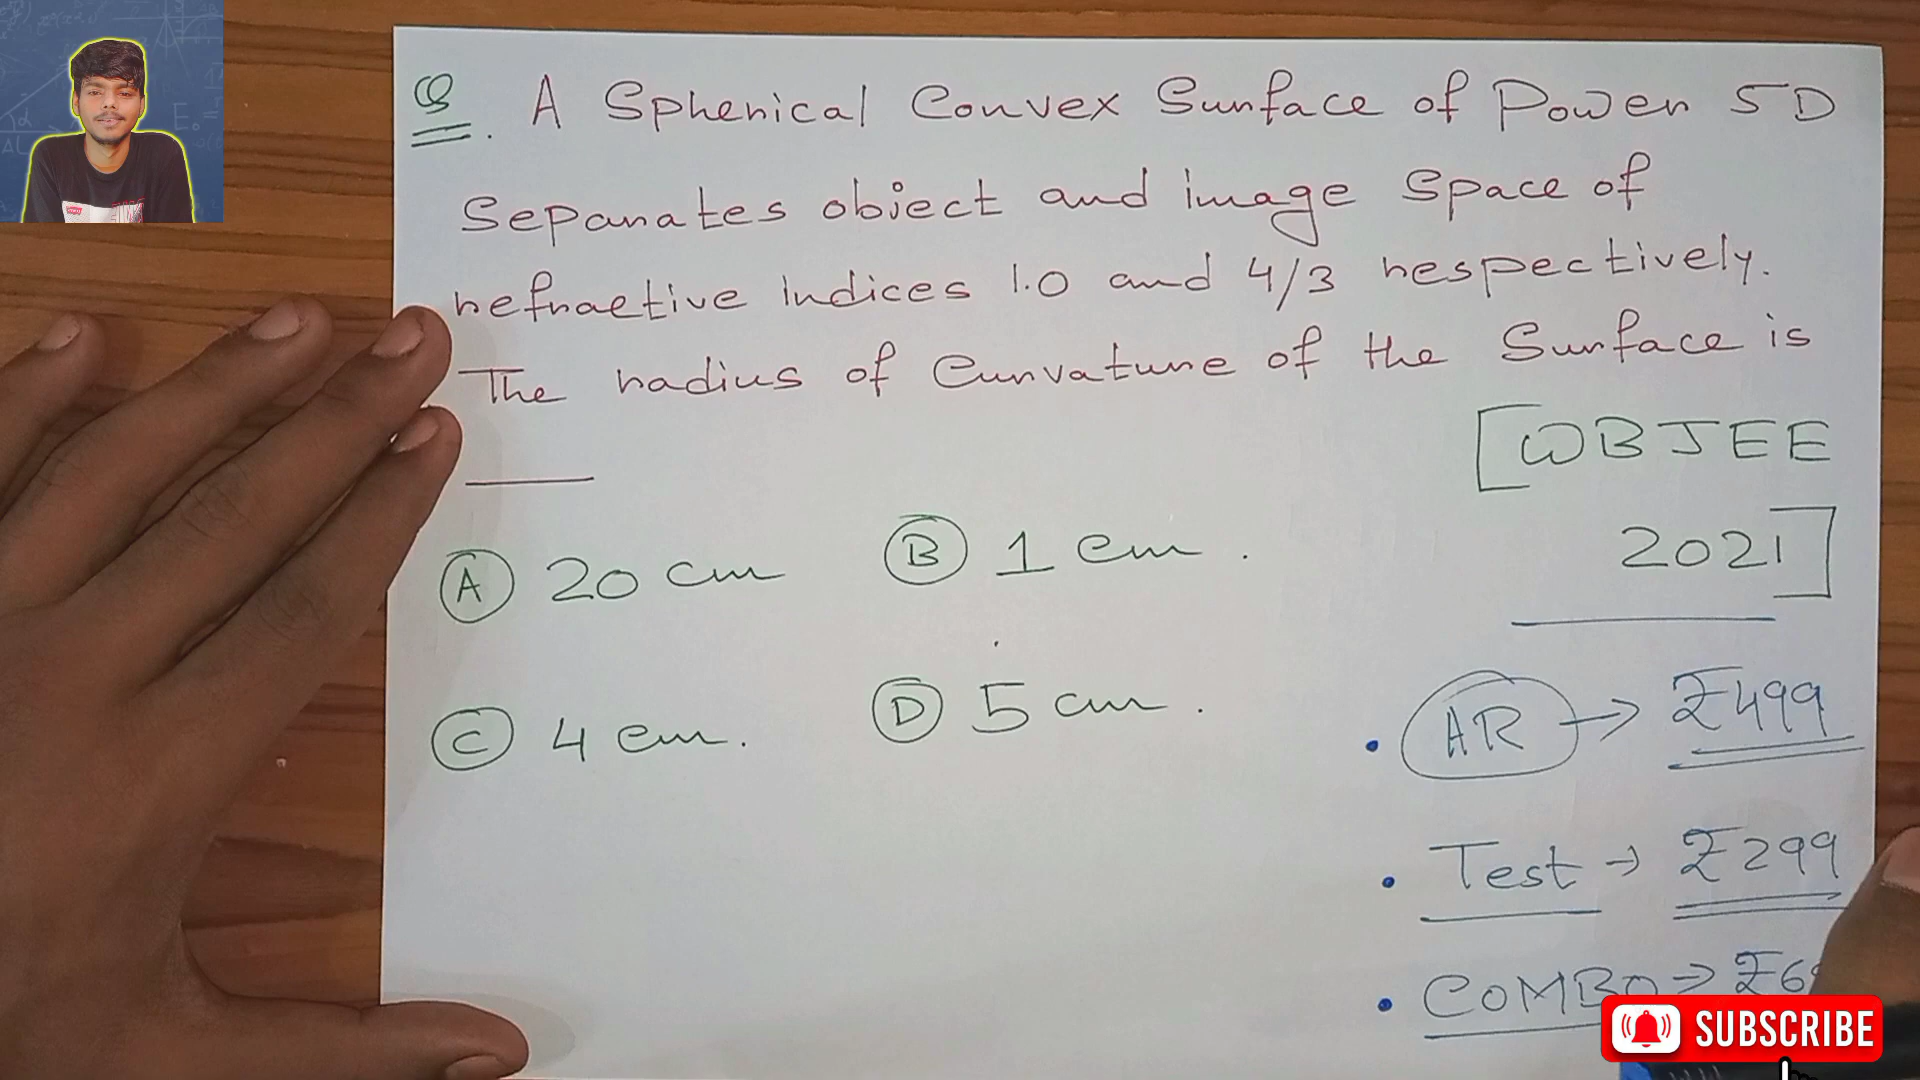 Q. A Spherical Convex Surface of Power 5D
Separates object and image Space of
refractive indices 1.0 and 4/3 respectively.
The radius of Curvature of the Surface is
[WBJEE
2021]
(A) 20 cm (B) 1 cm.
(C) 4 cm. (D) 5 cm.
• AR → ₹499
• Test → ₹299
• COMBO → ₹6
SUBSCRIBE